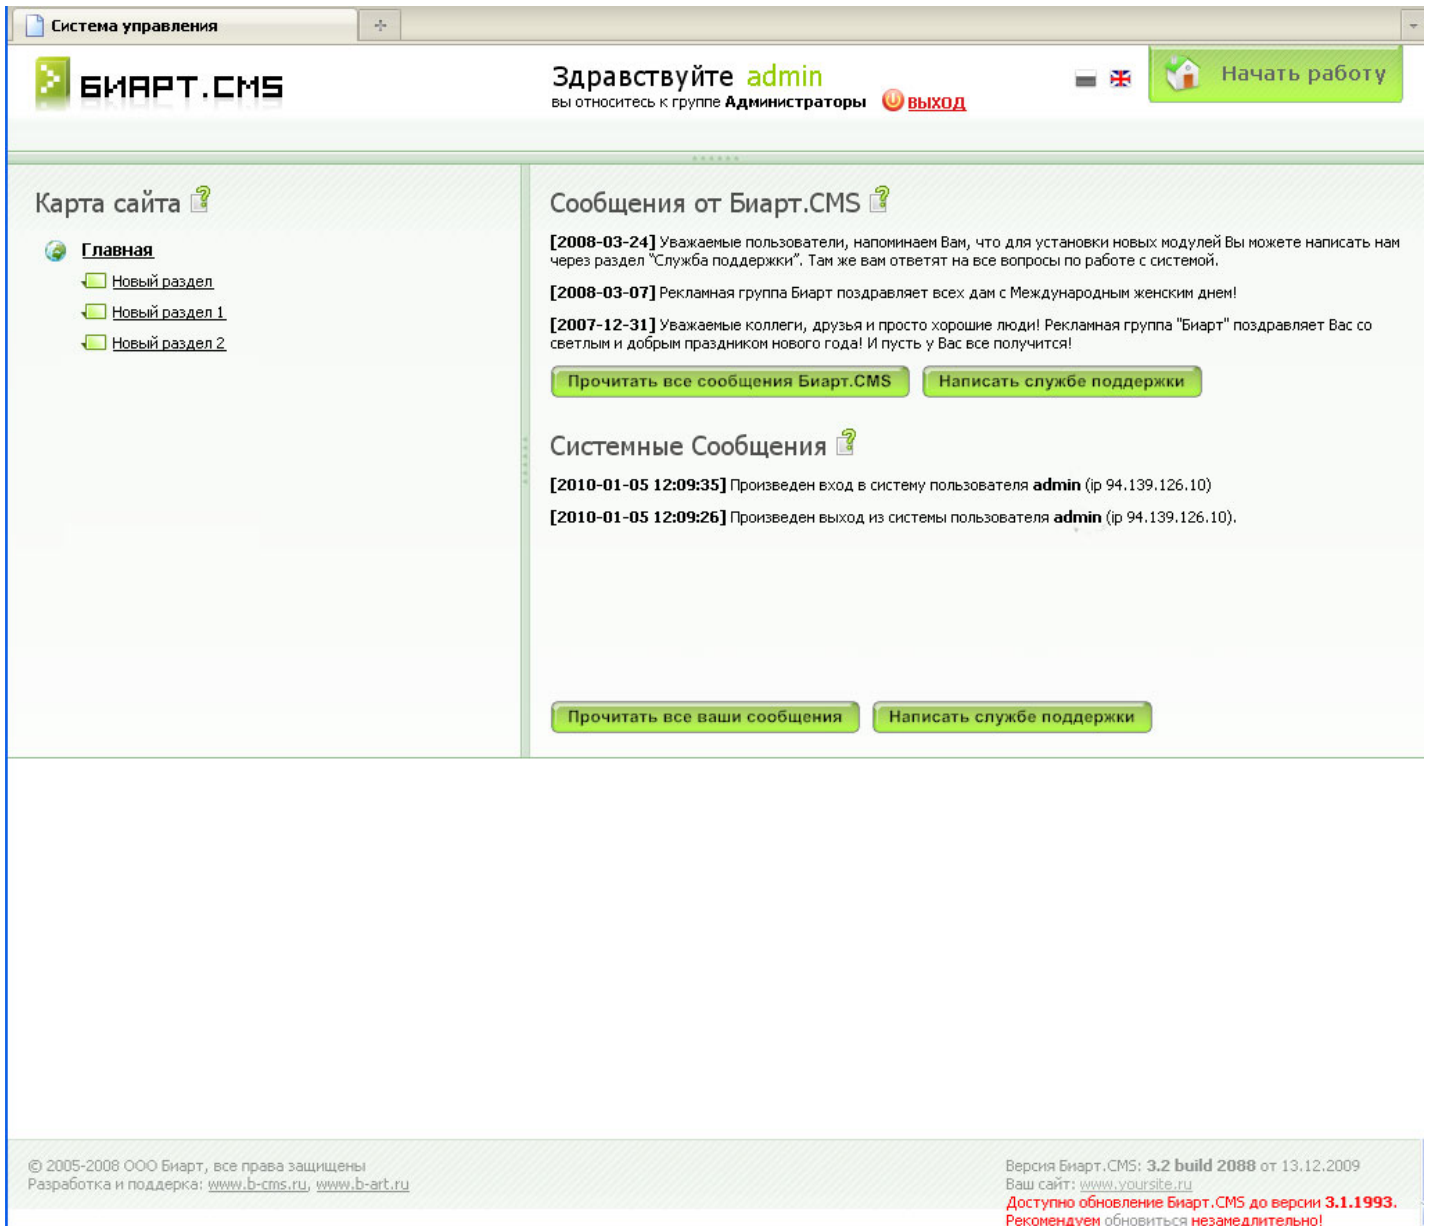 Система управления
БИАРТ.CMS
Здравствуйте admin
вы относитесь к группе Администраторы выход
Начать работу
Карта сайта
Главная
Новый раздел
Новый раздел 1
Новый раздел 2
Сообщения от Биарт.CMS
[2008-03-24] Уважаемые пользователи, напоминаем Вам, что для установки новых модулей Вы можете написать нам
через раздел "Служба поддержки". Там же вам ответят на все вопросы по работе с системой.
[2008-03-07] Рекламная группа Биарт поздравляет всех дам с Международным женским днем!
[2007-12-31] Уважаемые коллеги, друзья и просто хорошие люди! Рекламная группа "Биарт" поздравляет Вас со
светлым и добрым праздником нового года! И пусть у Вас все получится!
Прочитать все сообщения Биарт.CMS Написать службе поддержки
Системные Сообщения
[2010-01-05 12:09:35] Произведен вход в систему пользователя admin (ip 94.139.126.10)
[2010-01-05 12:09:26] Произведен выход из системы пользователя admin (ip 94.139.126.10).
Прочитать все ваши сообщения Написать службе поддержки
© 2005-2008 ООО Биарт, все права защищены
Разработка и поддерка: www.b-cms.ru, www.b-art.ru
Версия Биарт.CMS: 3.2 build 2088 от 13.12.2009
Ваш сайт: www.yoursite.ru
Доступно обновление Биарт.CMS до версии 3.1.1993.
Рекомендуем обновиться незамедлительно!